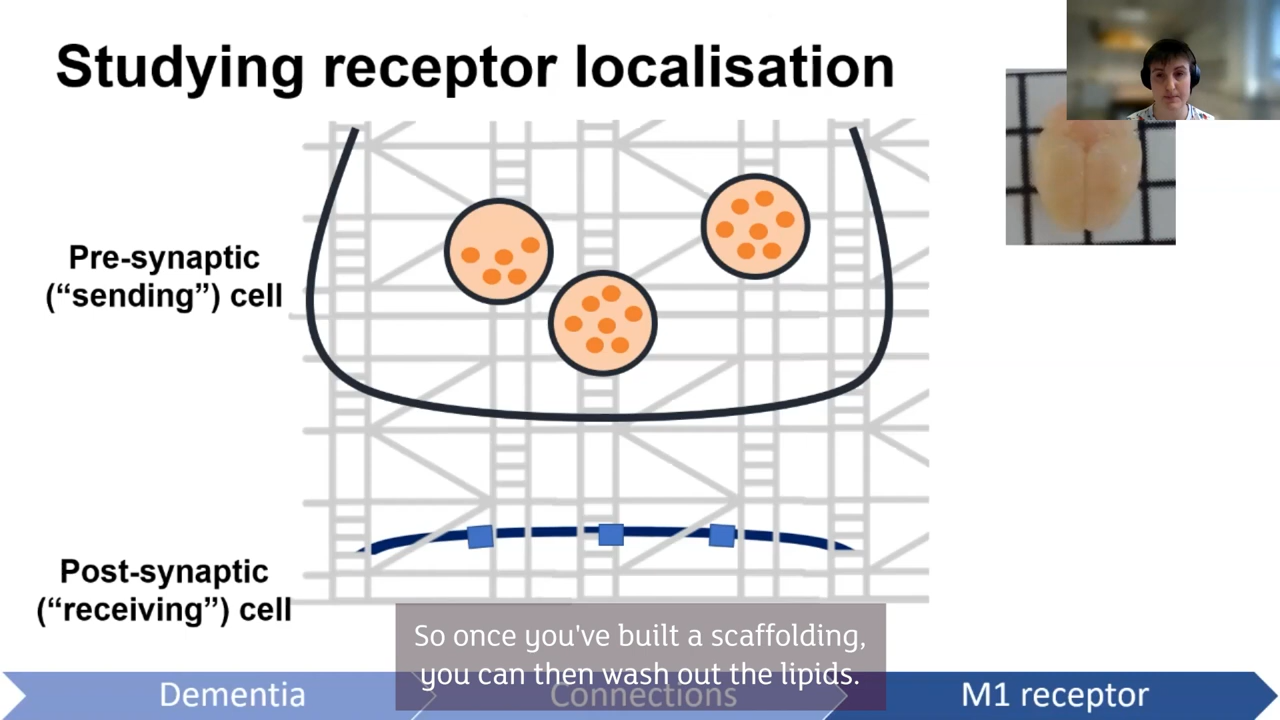 Studying receptor localisation
Pre-synaptic
(“sending”) cell
Post-synaptic
(“receiving”) cell
So once you've built a scaffolding,
you can then wash out the lipids.
Dementia
Connections
M1 receptor